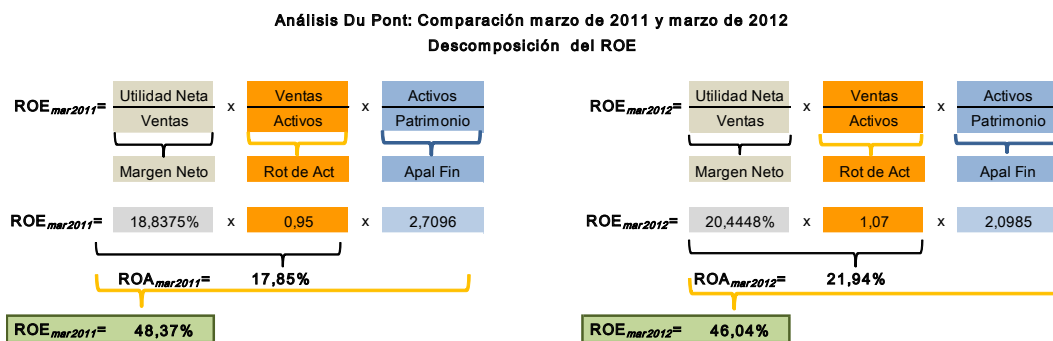 Análisis Du Pont: Comparación marzo de 2011 y marzo de 2012
Descomposición del ROE
ROEmar2011= Utilidad Neta x Ventas x Activos
Ventas Activos Patrimonio
Margen Neto Rot de Act Apal Fin
ROEmar2011= 18,8375% x 0,95 x 2,7096
ROAmar2011= 17,85%
ROEmar2011= 48,37%
ROEmar2012= Utilidad Neta x Ventas x Activos
Ventas Activos Patrimonio
Margen Neto Rot de Act Apal Fin
ROEmar2012= 20,4448% x 1,07 x 2,0985
ROAmar2012= 21,94%
ROEmar2012= 46,04%